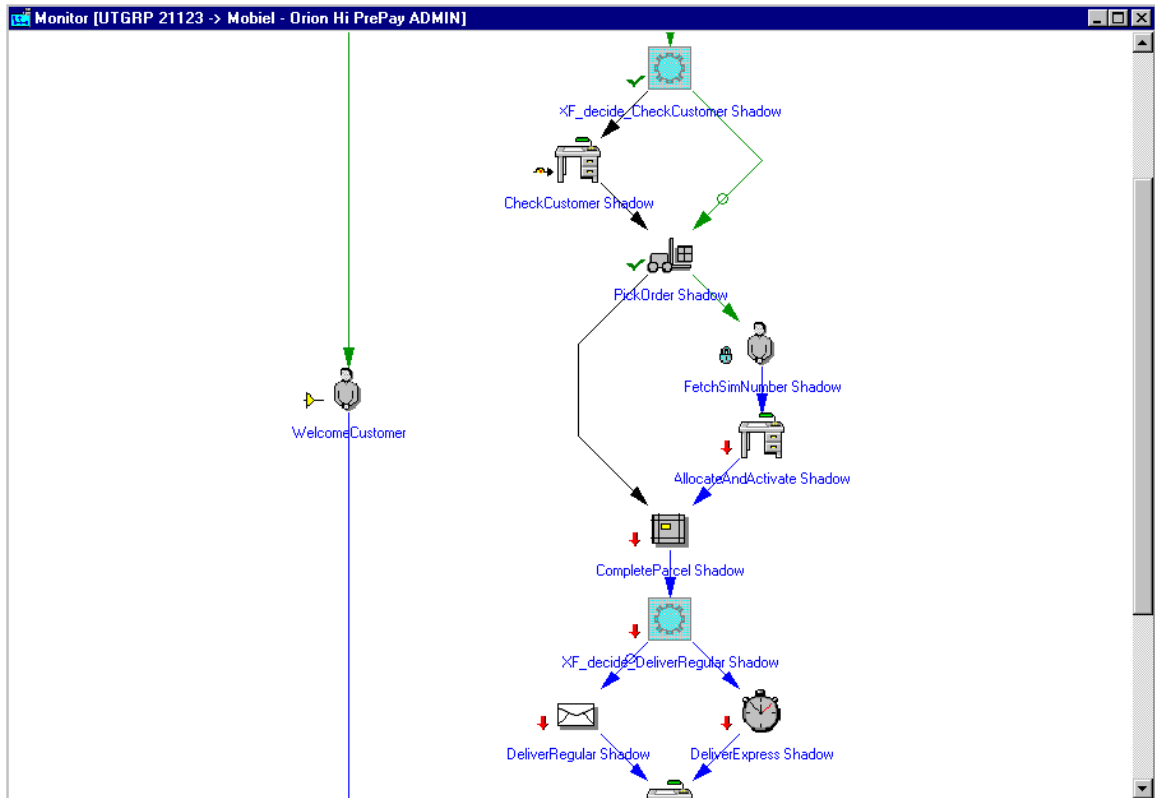 Monitor [UTGRP 21123 -> Mobiel - Orion Hi PrePay ADMIN]
XF_decide_CheckCustomer Shadow
CheckCustomer Shadow
PickOrder Shadow
FetchSimNumber Shadow
WelcomeCustomer
AllocateAndActivate Shadow
CompleteParcel Shadow
XF_decide_DeliverRegular Shadow
DeliverRegular Shadow
DeliverExpress Shadow